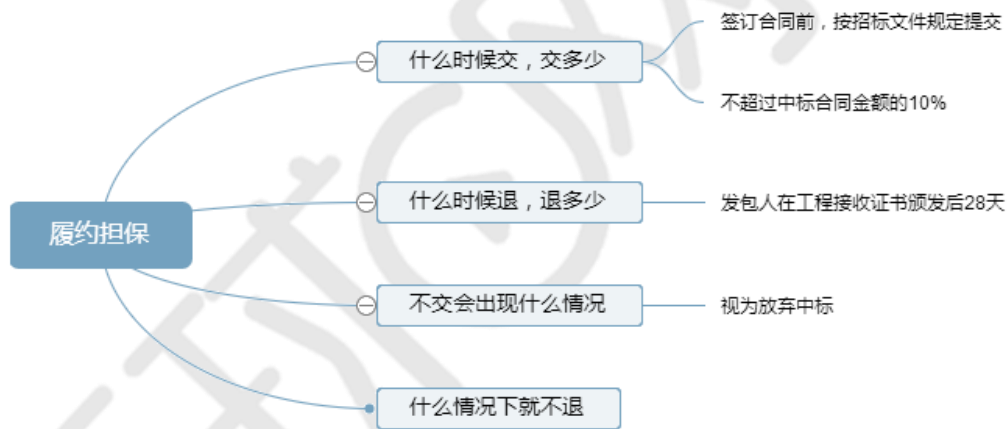 签订合同前，按招标文件规定提交
什么时候交，交多少
不超过中标合同金额的10%
什么时候退，退多少
发包人在工程接收证书颁发后28天
履约担保
不交会出现什么情况
视为放弃中标
什么情况下就不退